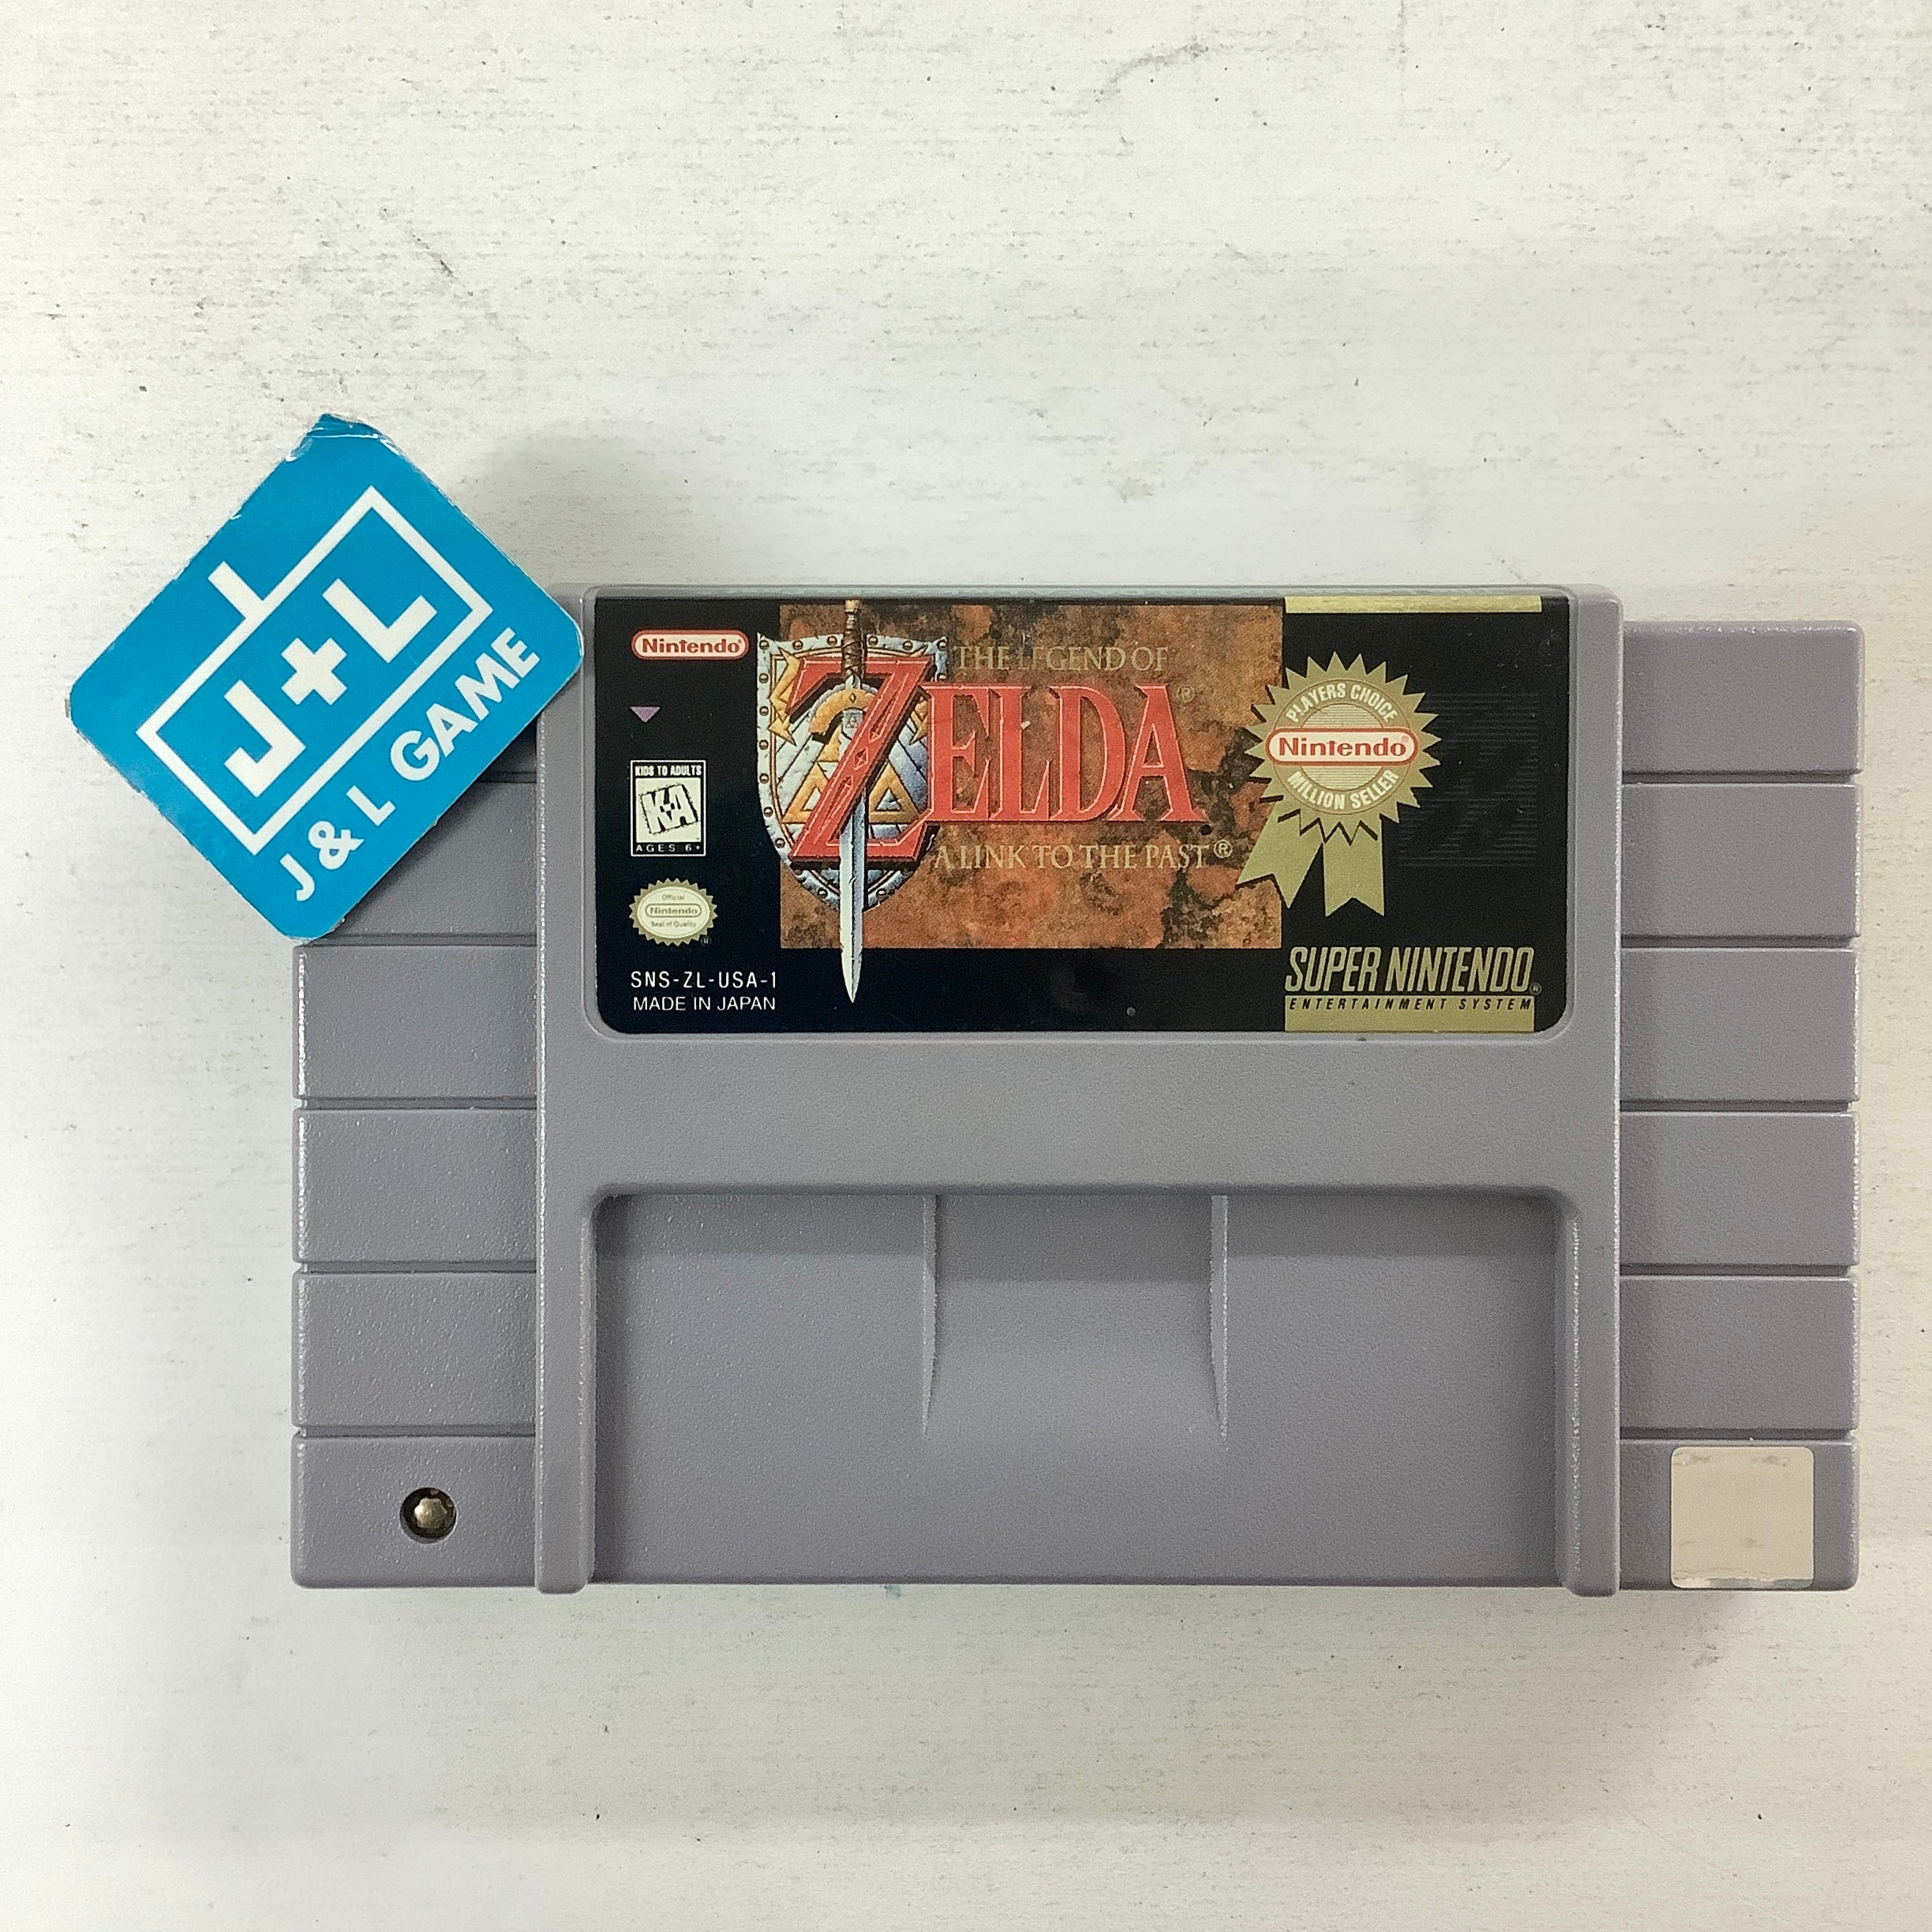 J+L
J & L GAME
Nintendo®
THE LEGEND OF
ZELDA®
A LINK TO THE PAST®
KIDS TO ADULTS
K-A
AGES 6+
Official
Nintendo
Seal of Quality
®
SNS-ZL-USA-1
MADE IN JAPAN
PLAYERS CHOICE
Nintendo®
MILLION SELLER
SUPER NINTENDO®
ENTERTAINMENT SYSTEM